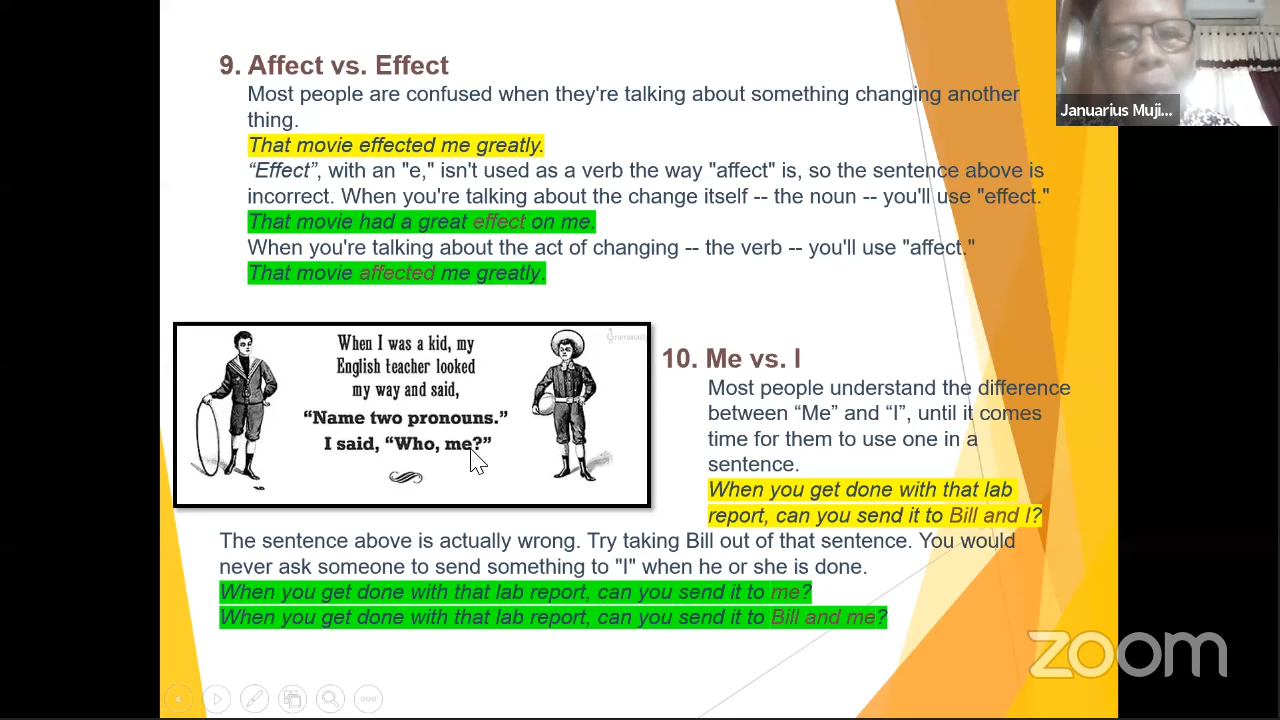 9. Affect vs. Effect
Most people are confused when they're talking about something changing another
thing.
That movie effected me greatly.
“Effect”, with an "e," isn't used as a verb the way "affect" is, so the sentence above is
incorrect. When you're talking about the change itself -- the noun -- you'll use "effect."
That movie had a great effect on me.
When you're talking about the act of changing -- the verb -- you'll use "affect."
That movie affected me greatly.
When I was a kid, my
English teacher looked
my way and said,
“Name two pronouns.”
I said, “Who, me?”
10. Me vs. I
Most people understand the difference
between “Me” and “I”, until it comes
time for them to use one in a
sentence.
When you get done with that lab
report, can you send it to Bill and I?
The sentence above is actually wrong. Try taking Bill out of that sentence. You would
never ask someone to send something to "I" when he or she is done.
When you get done with that lab report, can you send it to me?
When you get done with that lab report, can you send it to Bill and me?
Januarius Muji...
zoom